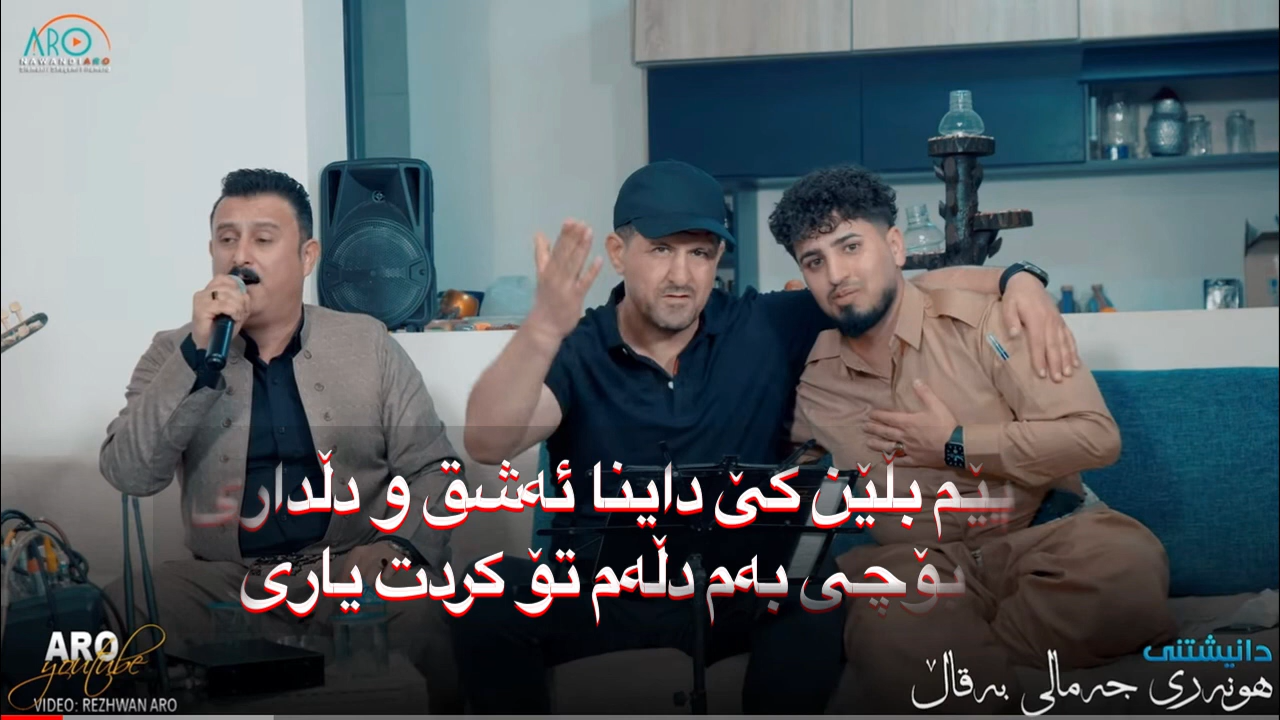 ARO
NAWANDI ARO
پێم بڵێن کێ داینا ئەشق و دڵداری
بۆچی بەم دڵەم تۆ کردت یاری
ARO
youtube
VIDEO: REZHWAN ARO
دانیشتنی
هونەری جەمالی بەقاڵ